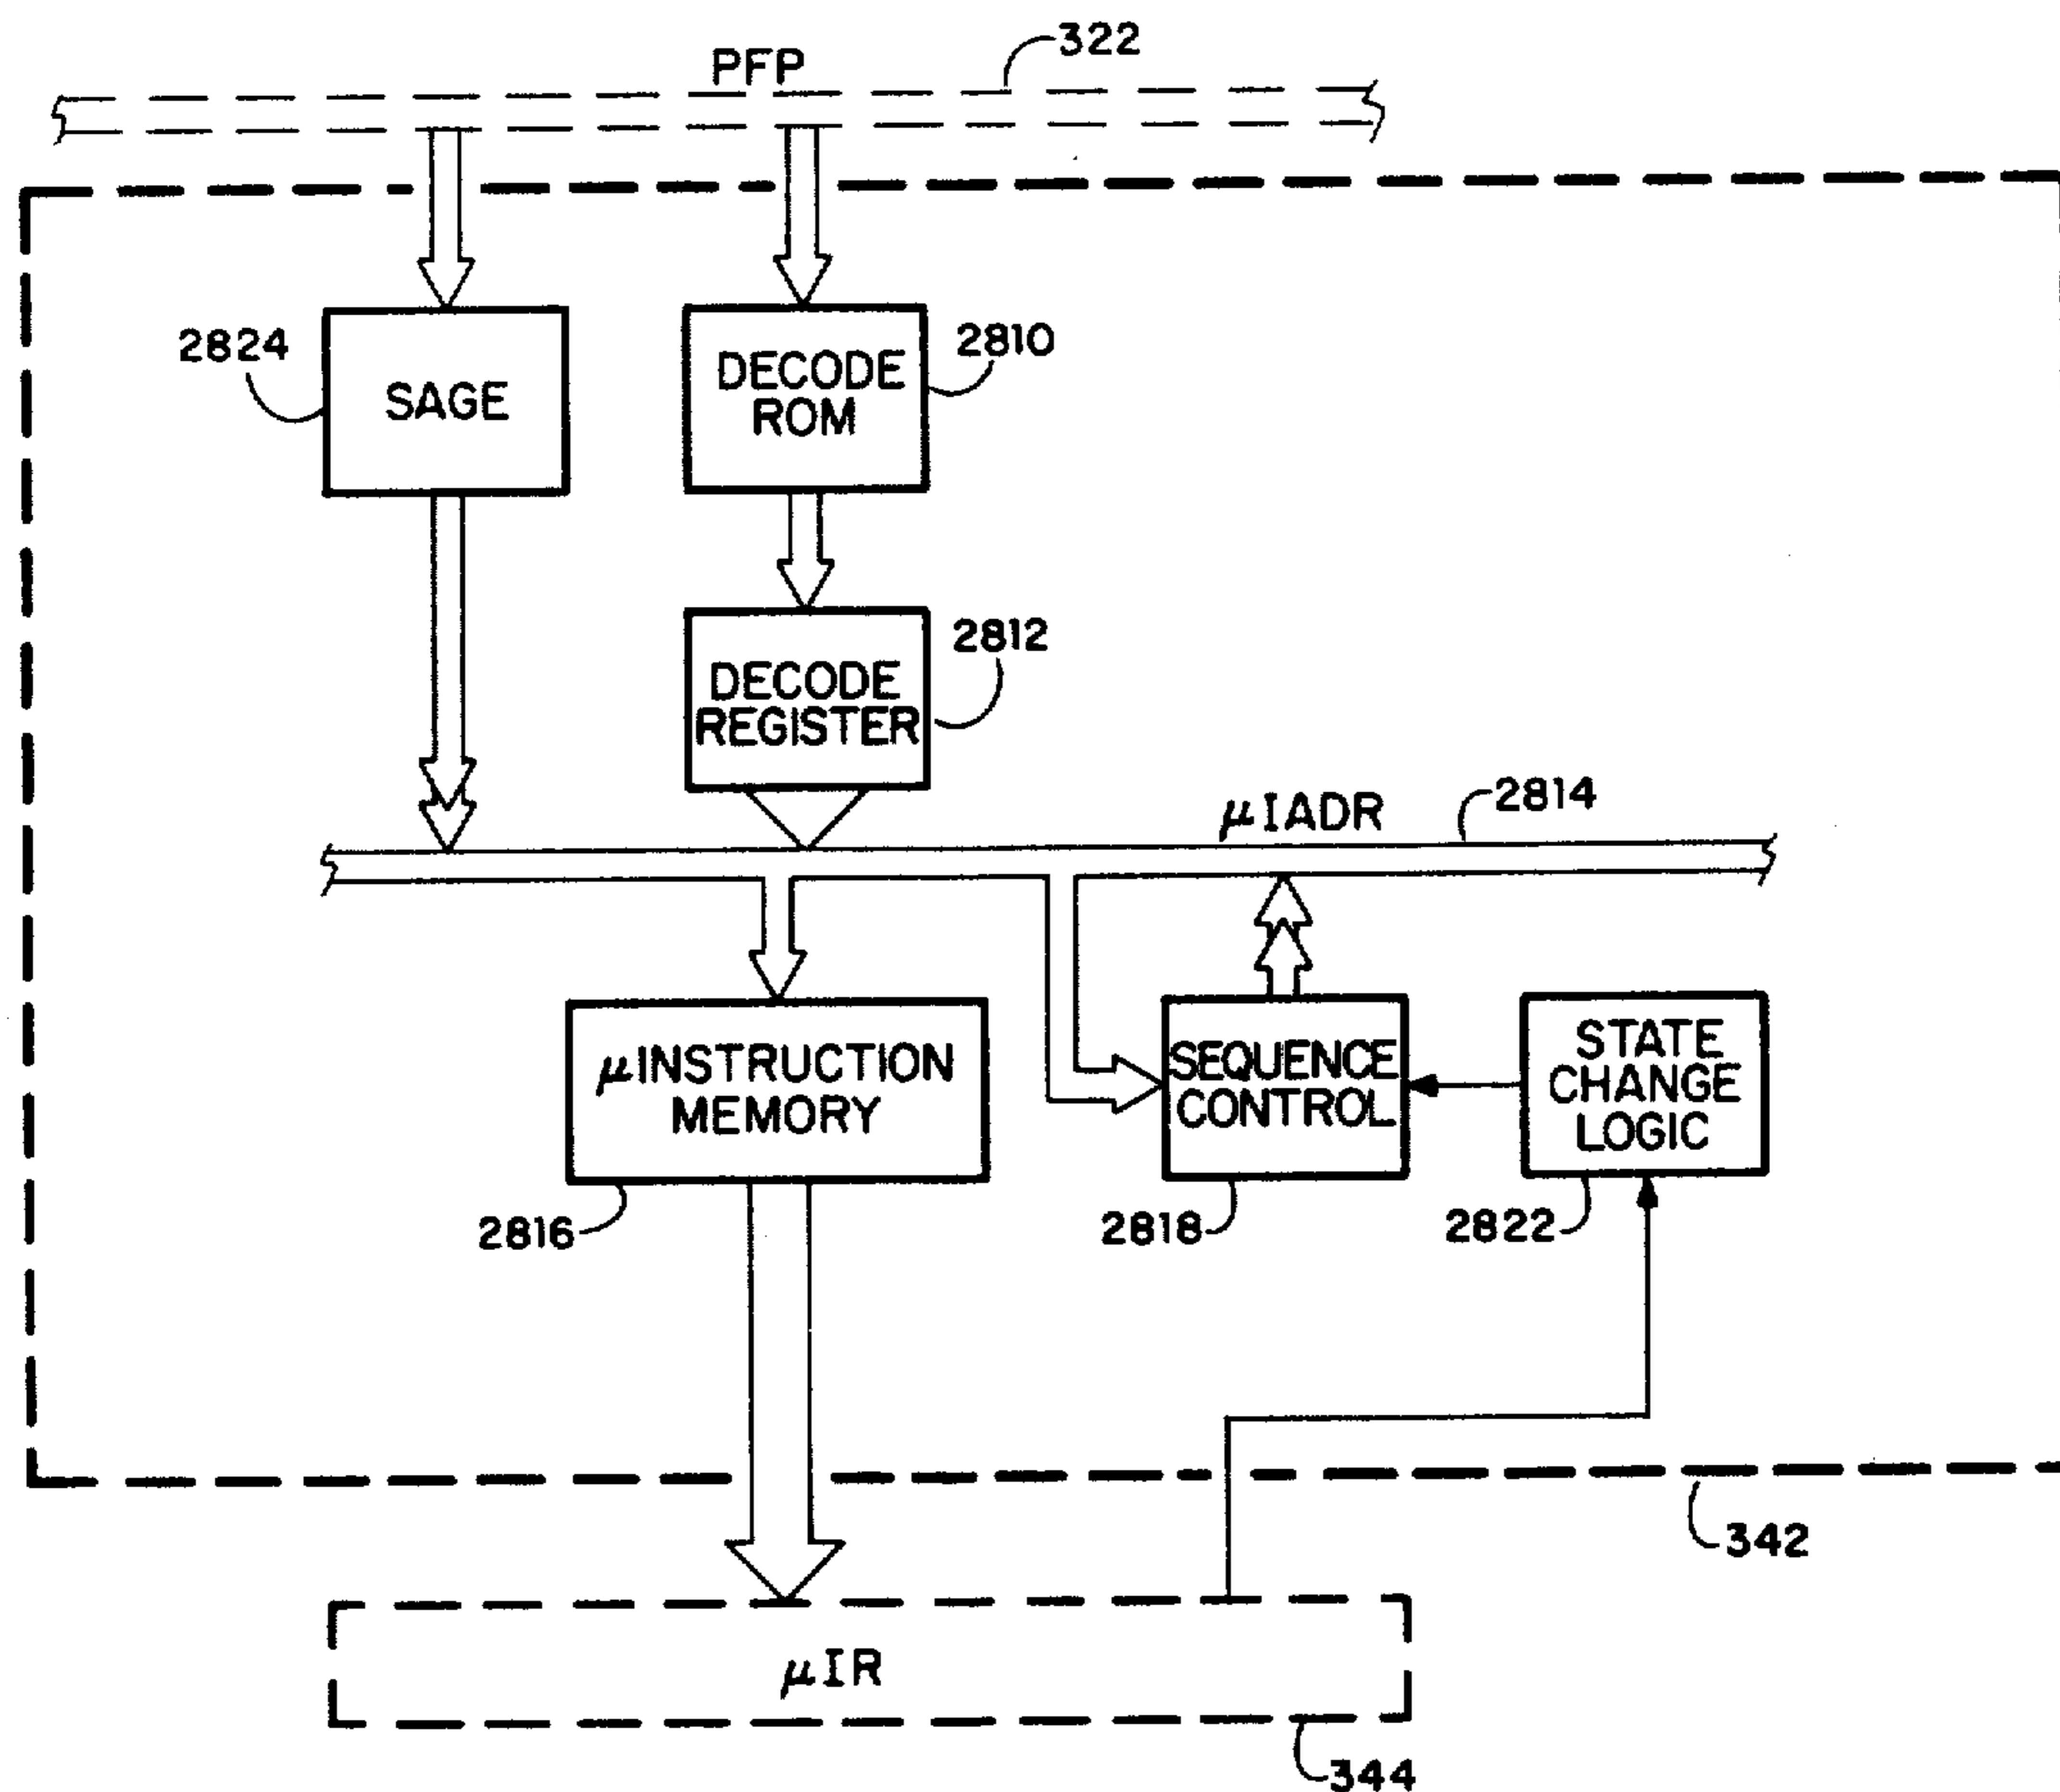 PFP
322
2824
SAGE
DECODE
ROM
2810
DECODE
REGISTER
2812
μIADR
2814
μINSTRUCTION
MEMORY
2816
SEQUENCE
CONTROL
2818
STATE
CHANGE
LOGIC
2822
342
μIR
344